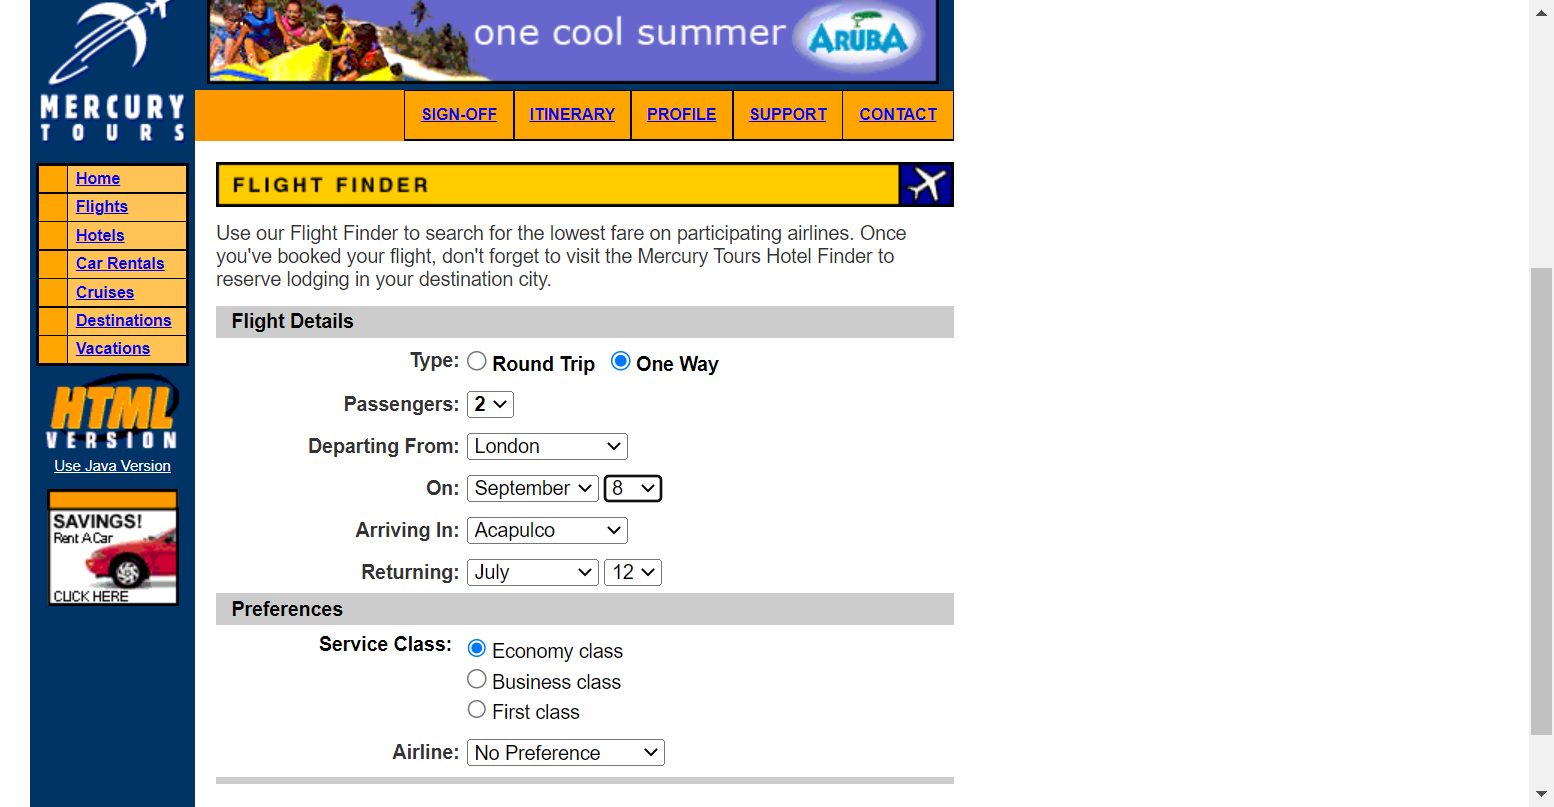 one cool summer ARUBA
MERCURY
TOURS
SIGN-OFF ITINERARY PROFILE SUPPORT CONTACT
Home
Flights
Hotels
Car Rentals
Cruises
Destinations
Vacations
HTML
VERSION
Use Java Version
SAVINGS!
Rent A Car
CLICK HERE
FLIGHT FINDER
Use our Flight Finder to search for the lowest fare on participating airlines. Once
you've booked your flight, don't forget to visit the Mercury Tours Hotel Finder to
reserve lodging in your destination city.
Flight Details
Type: Round Trip One Way
Passengers: 2
Departing From: London
On: September 8
Arriving In: Acapulco
Returning: July 12
Preferences
Service Class: Economy class
Business class
First class
Airline: No Preference